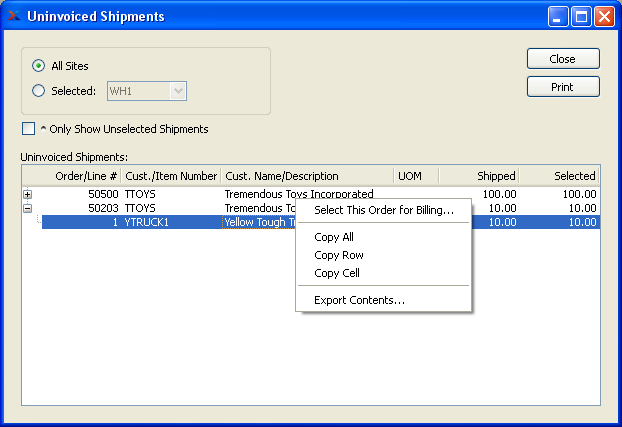 Uninvoiced Shipments
All Sites
Selected: WH1
Close
Print
^ Only Show Unselected Shipments
Uninvoiced Shipments:
Order/Line # Cust./Item Number Cust. Name/Description UOM Shipped Selected
50500 TTOYS Tremendous Toys Incorporated 100.00 100.00
50203 TTOYS Tremendous To 10.00 10.00
1 YTRUCK1 Yellow Tough T 10.00 10.00
Select This Order for Billing...
Copy All
Copy Row
Copy Cell
Export Contents...